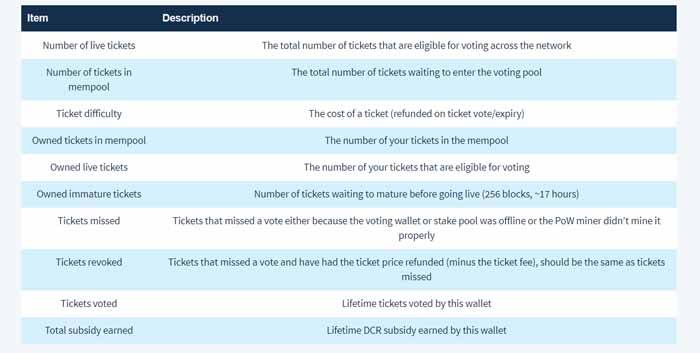 Item Description
Number of live tickets The total number of tickets that are eligible for voting across the network
Number of tickets in The total number of tickets waiting to enter the voting pool
mempool
Ticket difficulty The cost of a ticket (refunded on ticket vote/expiry)
Owned tickets in mempool The number of your tickets in the mempool
Owned live tickets The number of your tickets that are eligible for voting
Owned immature tickets Number of tickets waiting to mature before going live (256 blocks, ~17 hours)
Tickets missed Tickets that missed a vote either because the voting wallet or stake pool was offline or the PoW miner didn't mine it
properly
Tickets revoked Tickets that missed a vote and have had the ticket price refunded (minus the ticket fee), should be the same as tickets
missed
Tickets voted Lifetime tickets voted by this wallet
Total subsidy earned Lifetime DCR subsidy earned by this wallet